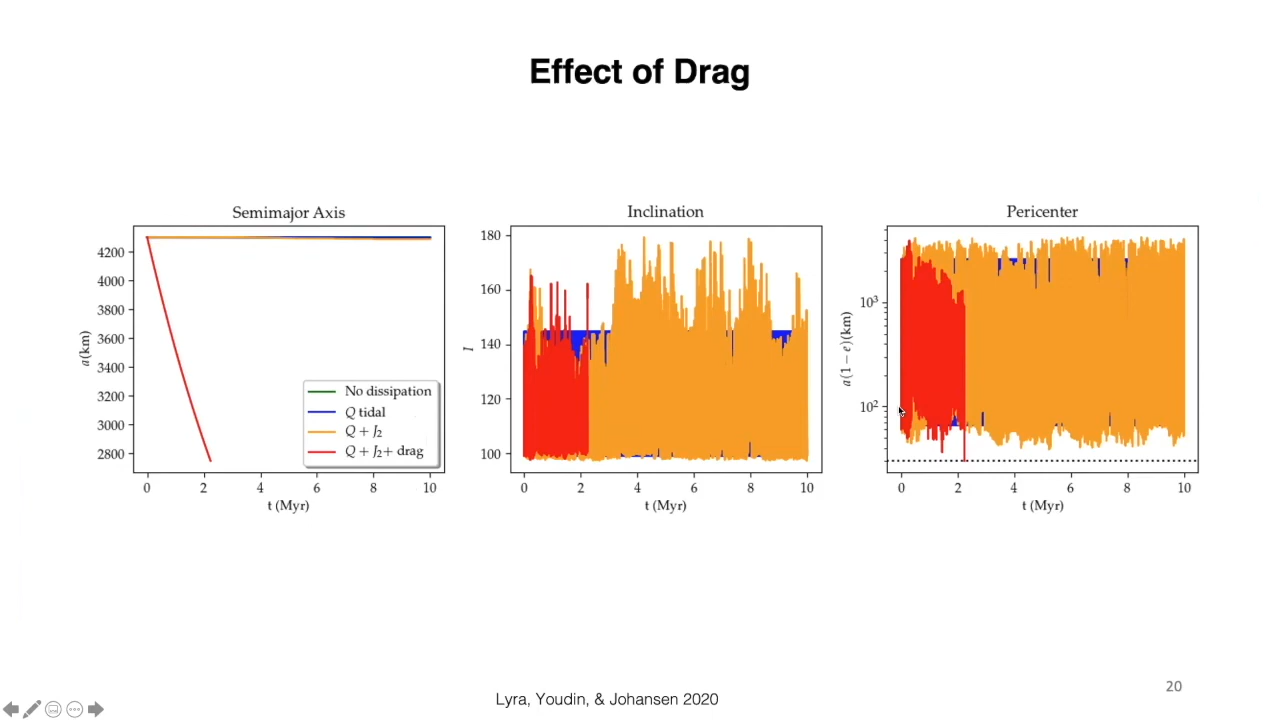 Effect of Drag
Semimajor Axis
a(km)
4200
4000
3800
3600
3400
3200
3000
2800
No dissipation
Q tidal
Q + J₂
Q + J₂+ drag
0 2 4 6 8 10
t (Myr)
Inclination
I
180
160
140
120
100
0 2 4 6 8 10
t (Myr)
Pericenter
a(1 − e)(km)
10³
10²
0 2 4 6 8 10
t (Myr)
Lyra, Youdin, & Johansen 2020
20